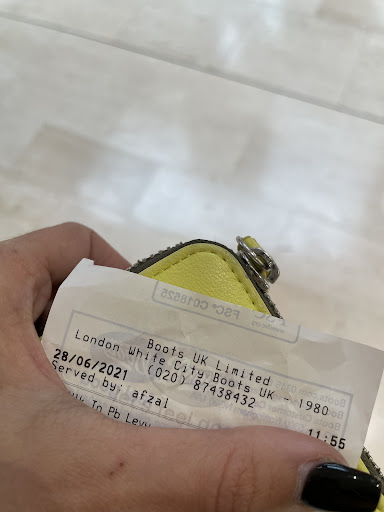 FSC® C018525
Boots UK Limited
London White City Boots UK - 1980
(020) 87438432
28/06/2021 11:55
Served by: afzal